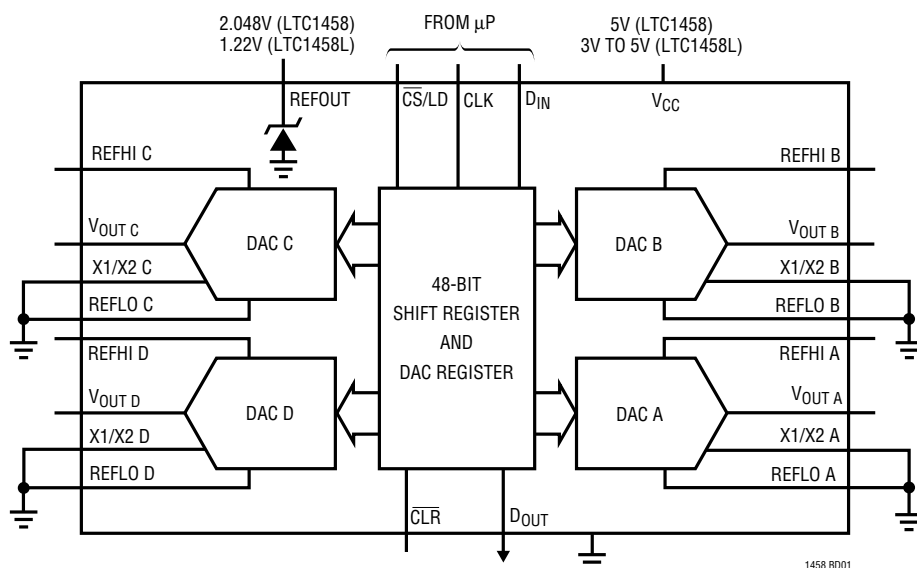 2.048V (LTC1458)
1.22V (LTC1458L)
FROM µP
5V (LTC1458)
3V TO 5V (LTC1458L)
REFOUT
CS/LD
CLK
DIN
VCC
REFHI C
REFHI B
VOUT C
DAC C
DAC B
VOUT B
X1/X2 C
X1/X2 B
REFLO C
REFLO B
48-BIT
SHIFT REGISTER
AND
DAC REGISTER
REFHI D
REFHI A
VOUT D
DAC D
DAC A
VOUT A
X1/X2 D
X1/X2 A
REFLO D
REFLO A
CLR
DOUT
1458 BD01